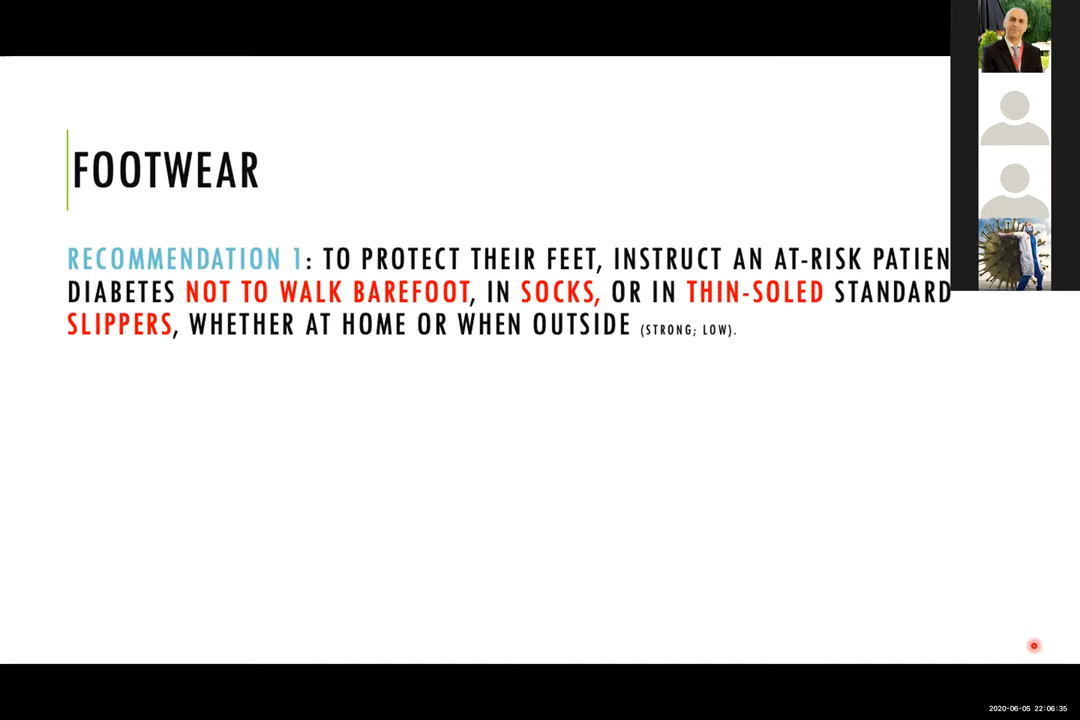 FOOTWEAR
RECOMMENDATION 1: TO PROTECT THEIR FEET, INSTRUCT AN AT-RISK PATIEN
DIABETES NOT TO WALK BAREFOOT, IN SOCKS, OR IN THIN-SOLED STANDARD
SLIPPERS, WHETHER AT HOME OR WHEN OUTSIDE (STRONG; LOW).
2020-06-05 22:06:35